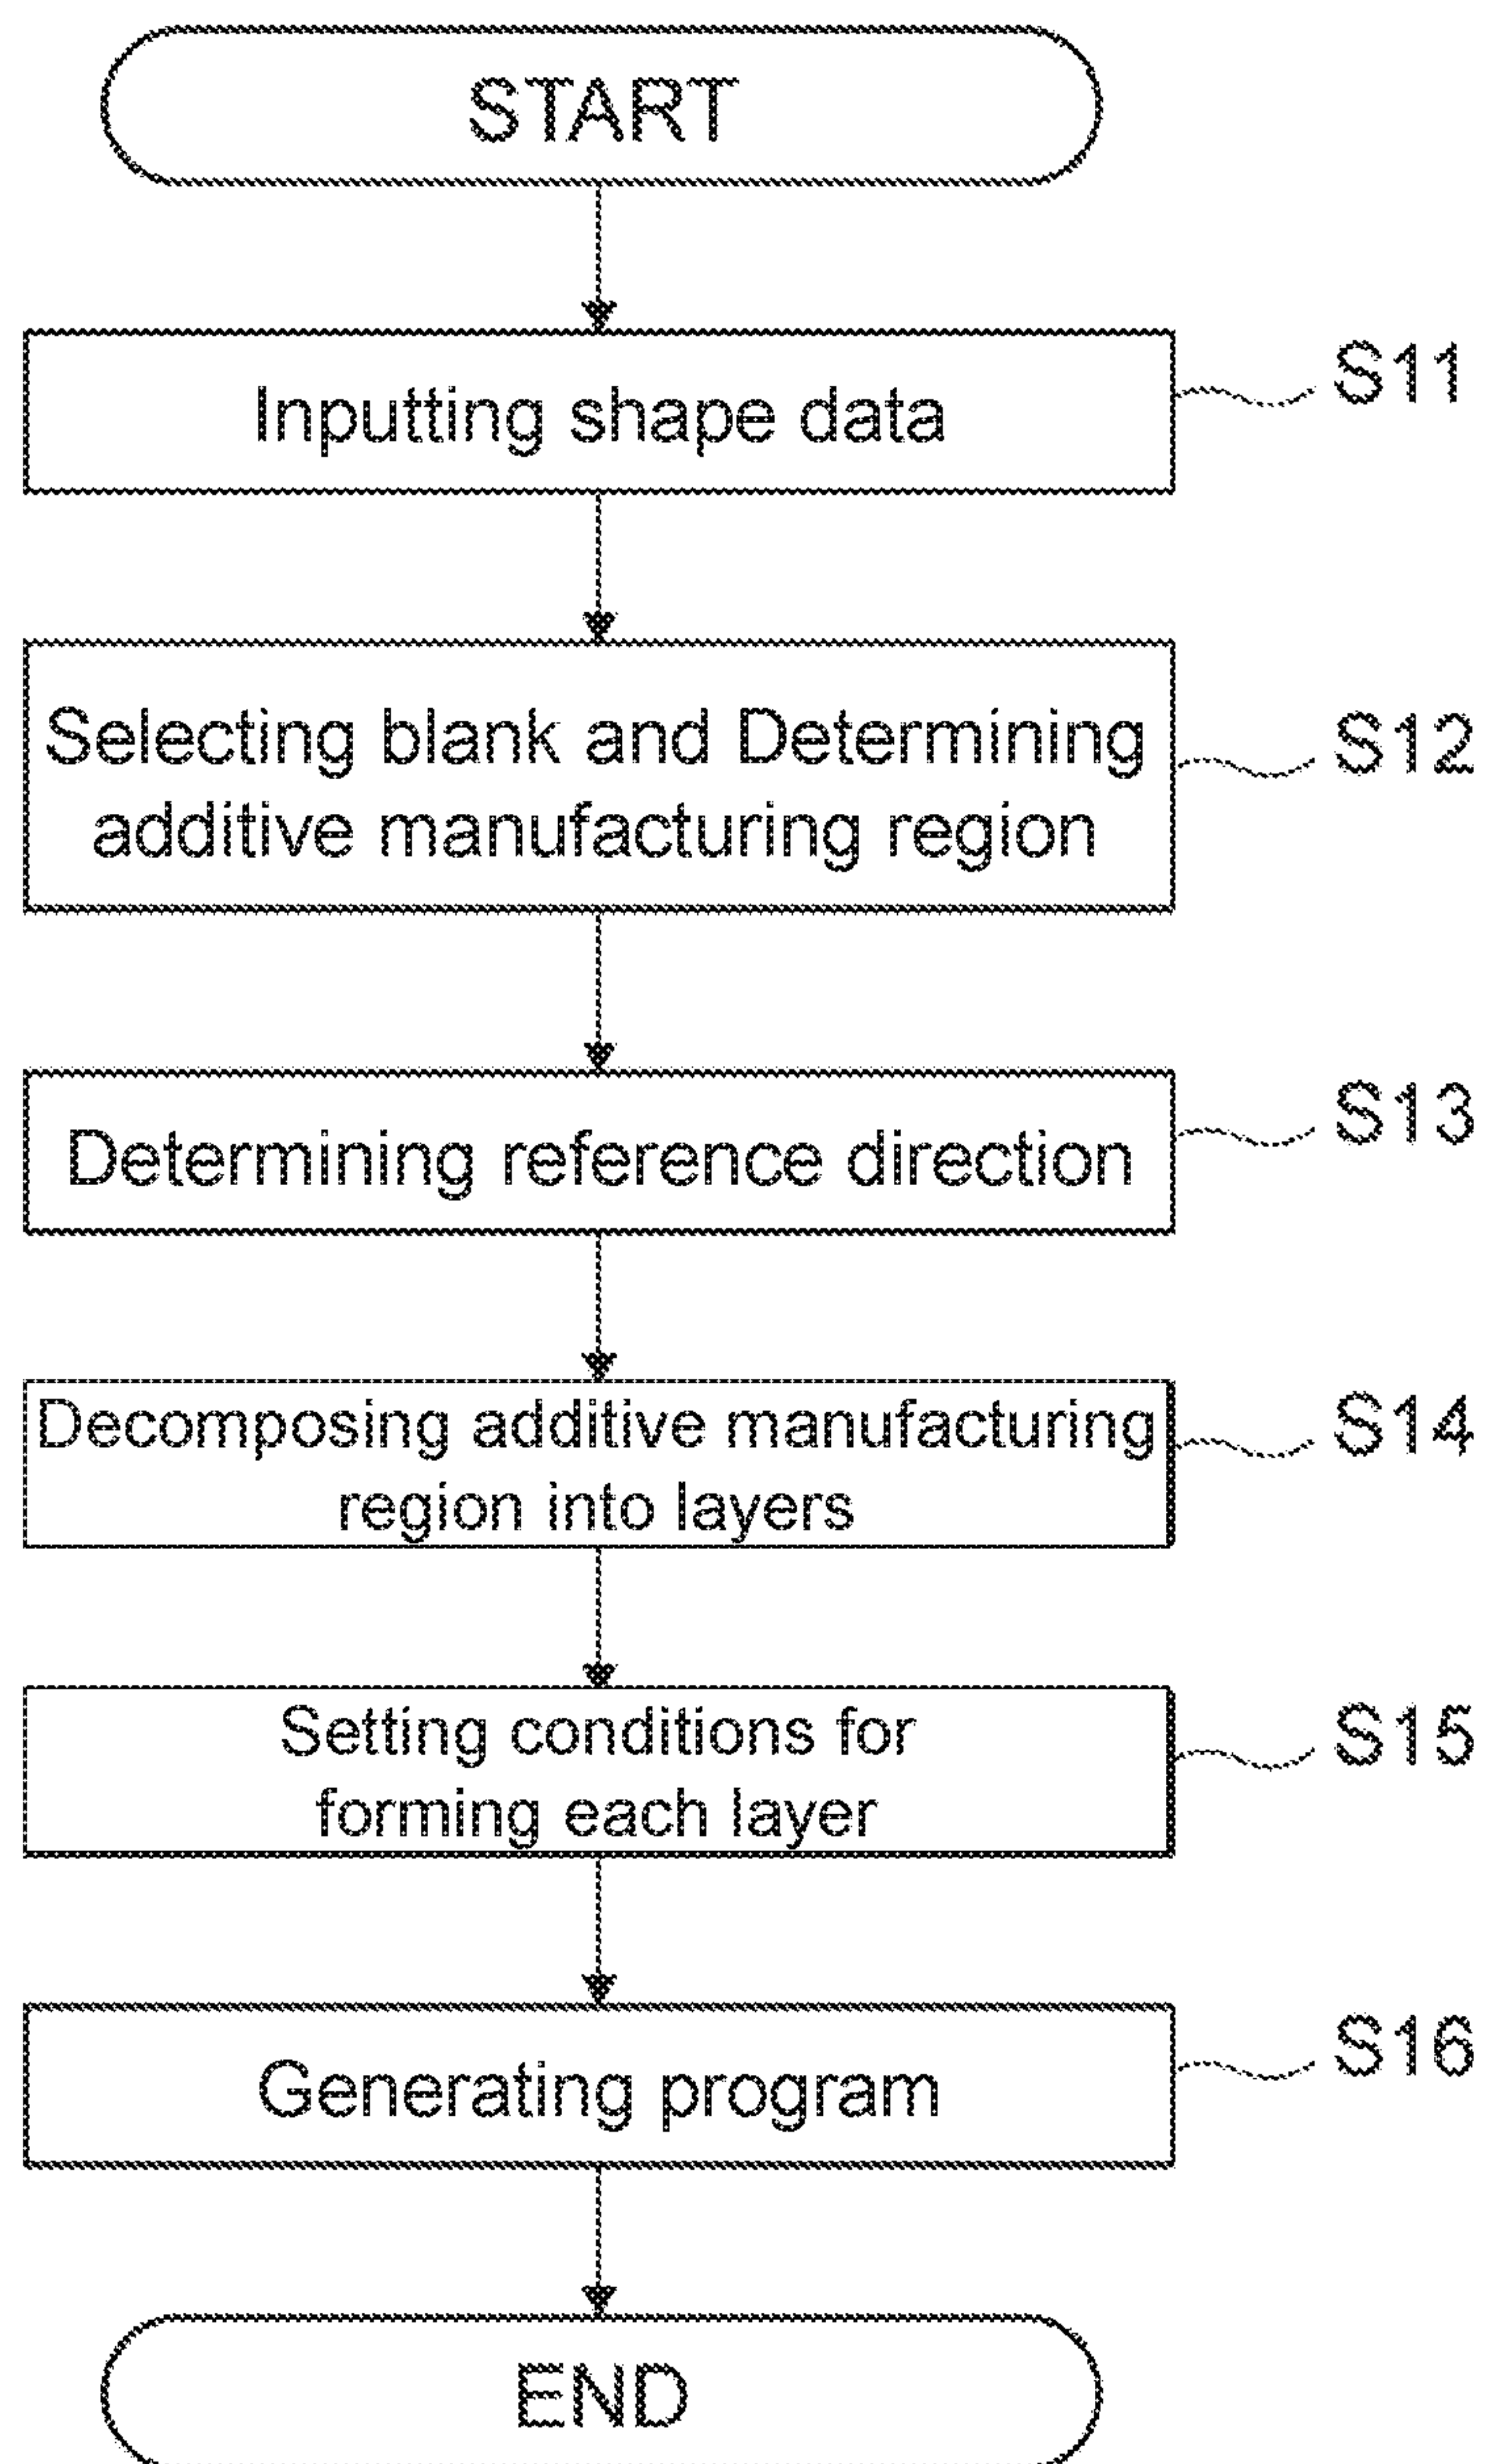 START
Inputting shape data
S11
Selecting blank and Determining
additive manufacturing region
S12
Determining reference direction
S13
Decomposing additive manufacturing
region into layers
S14
Setting conditions for
forming each layer
S15
Generating program
S16
END